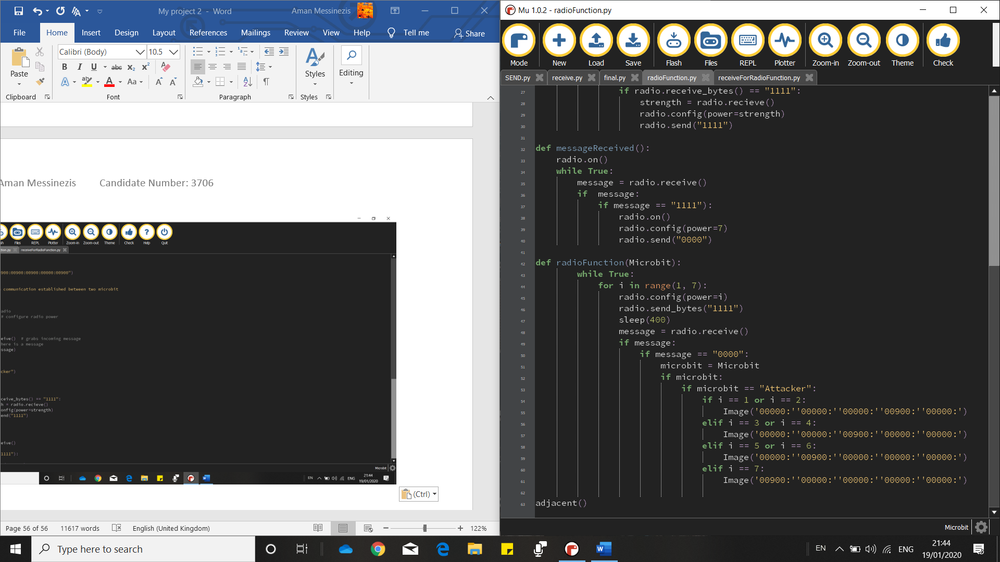 My project 2 - Word
Aman Messinezis
File Home Insert Design Layout References Mailings Review View Help Tell me Share
Calibri (Body) 10.5
Paste
B I U abc x₂ x²
A ab A Aa A A
Styles
Editing
Clipboard Font Paragraph Styles
Aman Messinezis Candidate Number: 3706
Files REPL Plotter Zoom-in Zoom-out Theme Check Help Quit
receiveForRadioFunction.py
900:00900:00900:00000:00900")
communication established between two microbit
adio
# configure radio power
eive() # grabs incoming message
here is a message
ssage)
cker")
ceive_bytes() == "1111":
h = radio.recieve()
onfig(power=strength)
end("1111")
eive()
1111"):
Microbit
EN ENG 21:44
19/01/2020
(Ctrl)
Page 56 of 56 11617 words English (United Kingdom) 122%
Mu 1.0.2 - radioFunction.py
Mode New Load Save Flash Files REPL Plotter Zoom-in Zoom-out Theme Check
SEND.py receive.py final.py radioFunction.py receiveForRadioFunction.py
27 if radio.receive_bytes() == "1111":
28 strength = radio.recieve()
29 radio.config(power=strength)
30 radio.send("1111")
31
32 def messageReceived():
33 radio.on()
34 while True:
35 message = radio.receive()
36 if message:
37 if message == "1111"):
38 radio.on()
39 radio.config(power=7)
40 radio.send("0000")
41
42 def radioFunction(Microbit):
43 while True:
44 for i in range(1, 7):
45 radio.config(power=i)
46 radio.send_bytes("1111")
47 sleep(400)
48 message = radio.receive()
49 if message:
50 if message == "0000":
51 microbit = Microbit
52 if microbit:
53 if microbit == "Attacker":
54 if i == 1 or i == 2:
55 Image('00000:''00000:''00000:''00900:''00000:')
56 elif i == 3 or i == 4:
57 Image('00000:''00000:''00900:''00000:''00000:')
58 elif i == 5 or i == 6:
59 Image('00000:''00900:''00000:''00000:''00000:')
60 elif i == 7:
61 Image('00900:''00000:''00000:''00000:''00000:')
62
63 adjacent()
Microbit
Type here to search
EN ENG 21:44
19/01/2020